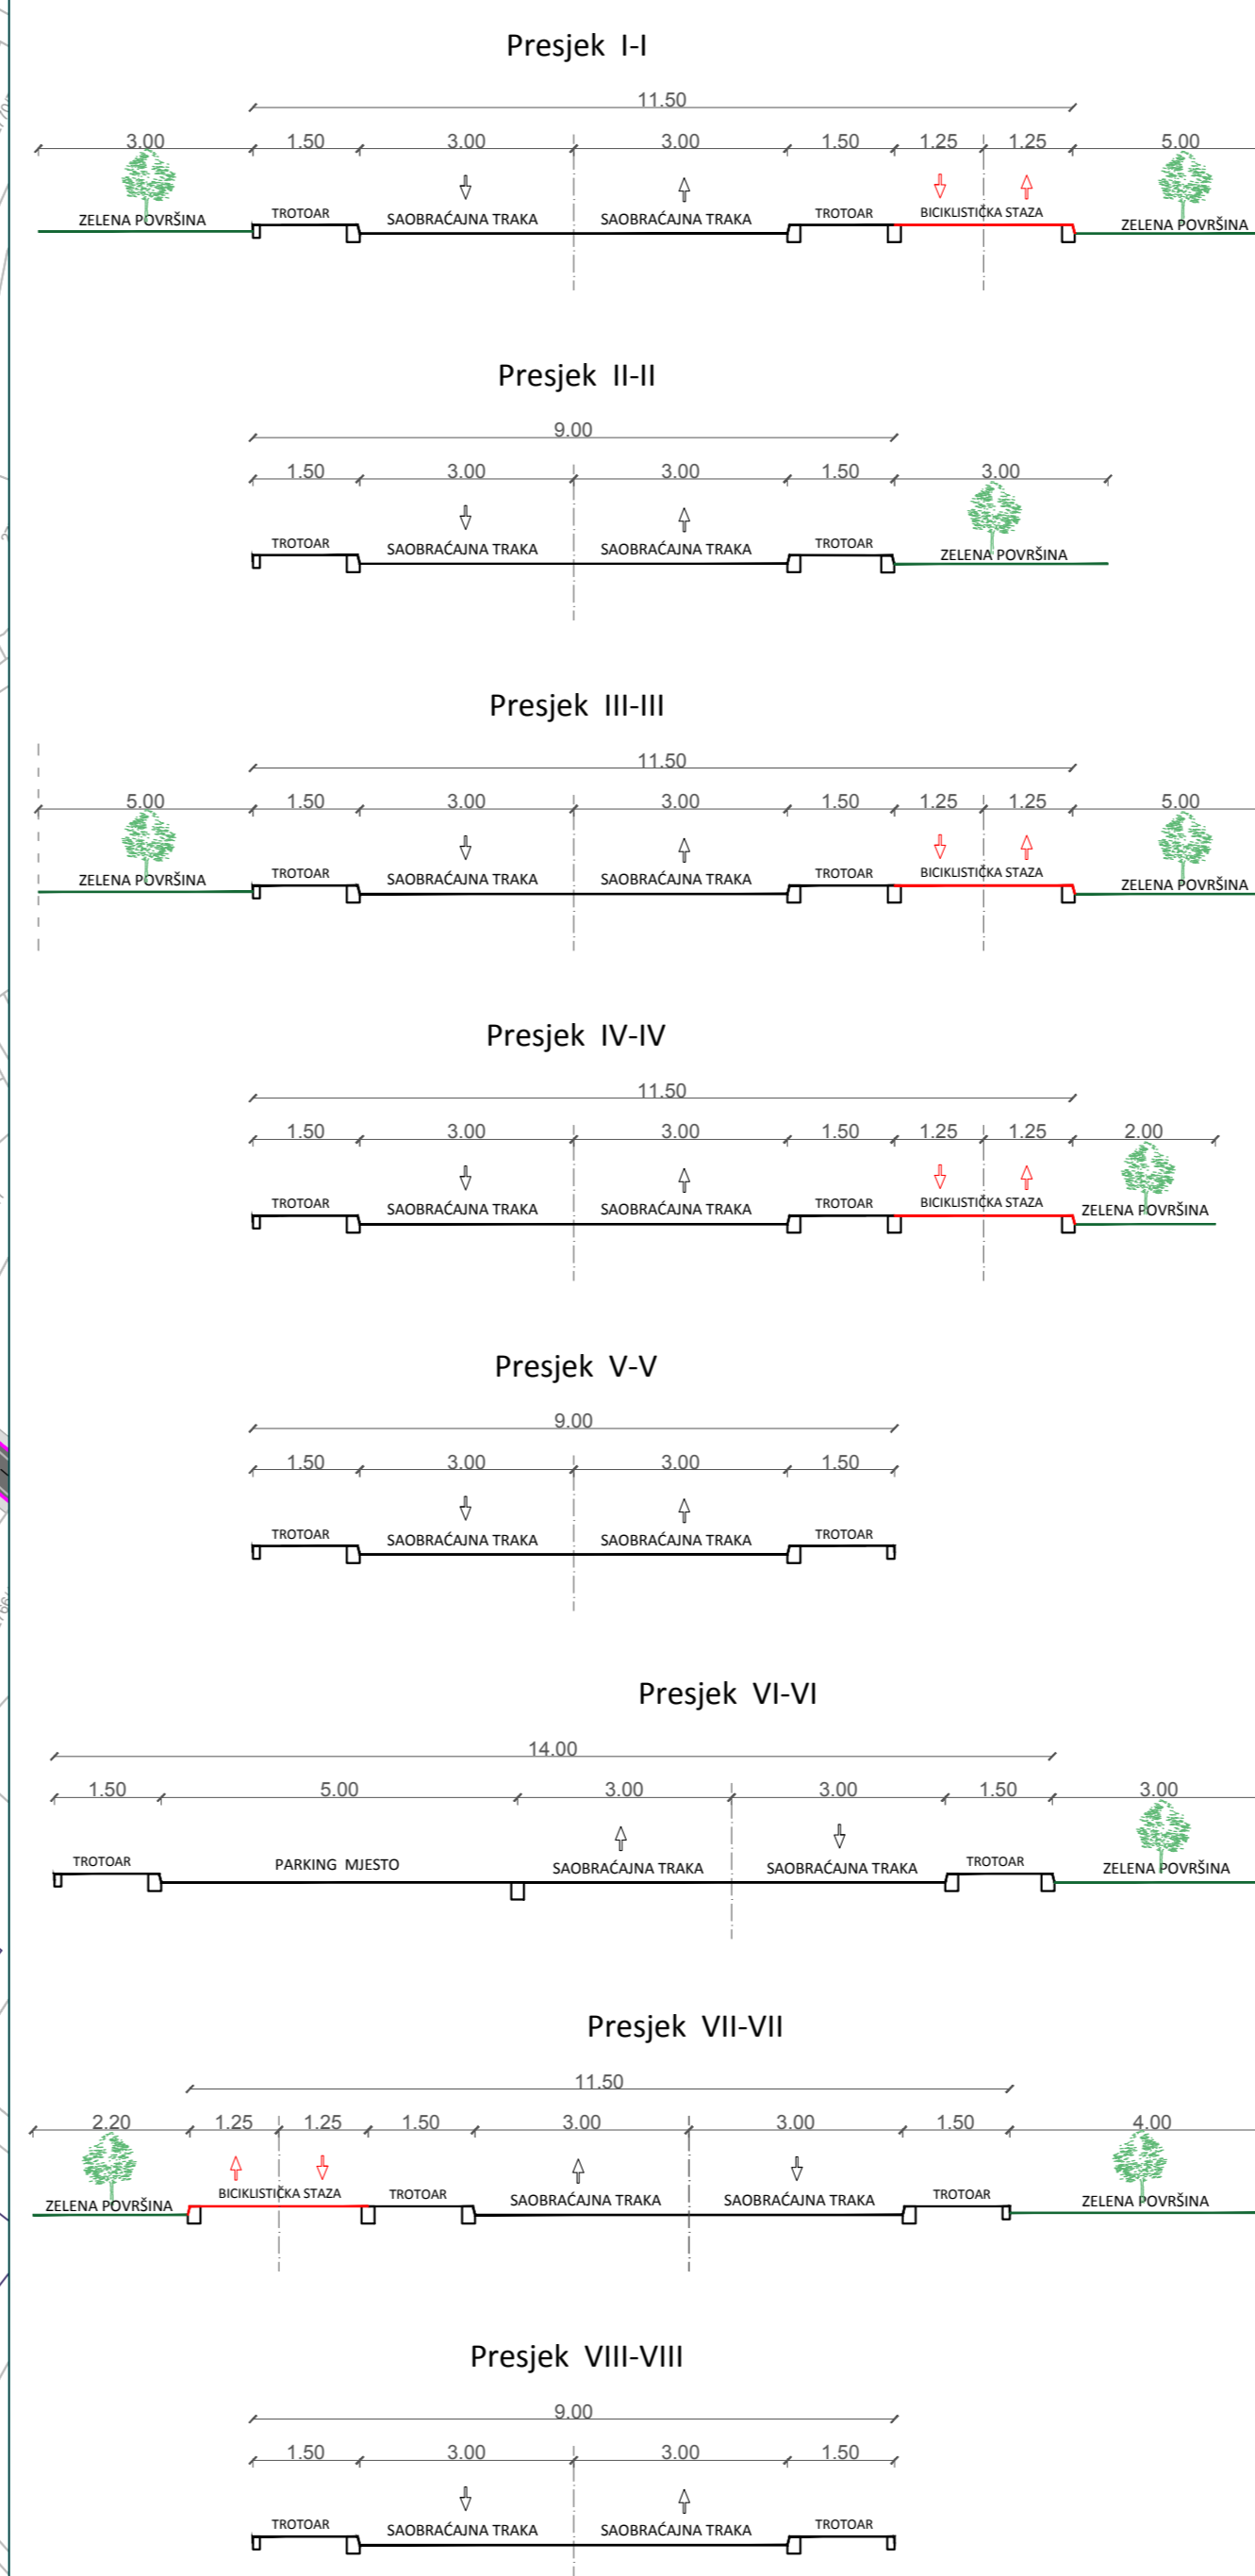 Presjek I-I
11.50
3.00 1.50 3.00 3.00 1.50 1.25 1.25 5.00
ZELENA POVRŠINA TROTOAR SAOBRAĆAJNA TRAKA SAOBRAĆAJNA TRAKA TROTOAR BICIKLISTIČKA STAZA ZELENA POVRŠINA
Presjek II-II
9.00
1.50 3.00 3.00 1.50 3.00
TROTOAR SAOBRAĆAJNA TRAKA SAOBRAĆAJNA TRAKA TROTOAR ZELENA POVRŠINA
Presjek III-III
11.50
5.00 1.50 3.00 3.00 1.50 1.25 1.25 5.00
ZELENA POVRŠINA TROTOAR SAOBRAĆAJNA TRAKA SAOBRAĆAJNA TRAKA TROTOAR BICIKLISTIČKA STAZA ZELENA POVRŠINA
Presjek IV-IV
11.50
1.50 3.00 3.00 1.50 1.25 1.25 2.00
TROTOAR SAOBRAĆAJNA TRAKA SAOBRAĆAJNA TRAKA TROTOAR BICIKLISTIČKA STAZA ZELENA POVRŠINA
Presjek V-V
9.00
1.50 3.00 3.00 1.50
TROTOAR SAOBRAĆAJNA TRAKA SAOBRAĆAJNA TRAKA TROTOAR
Presjek VI-VI
14.00
1.50 5.00 3.00 3.00 1.50 3.00
TROTOAR PARKING MJESTO SAOBRAĆAJNA TRAKA SAOBRAĆAJNA TRAKA TROTOAR ZELENA POVRŠINA
Presjek VII-VII
11.50
2.20 1.25 1.25 1.50 3.00 3.00 1.50 4.00
ZELENA POVRŠINA BICIKLISTIČKA STAZA TROTOAR SAOBRAĆAJNA TRAKA SAOBRAĆAJNA TRAKA TROTOAR ZELENA POVRŠINA
Presjek VIII-VIII
9.00
1.50 3.00 3.00 1.50
TROTOAR SAOBRAĆAJNA TRAKA SAOBRAĆAJNA TRAKA TROTOAR